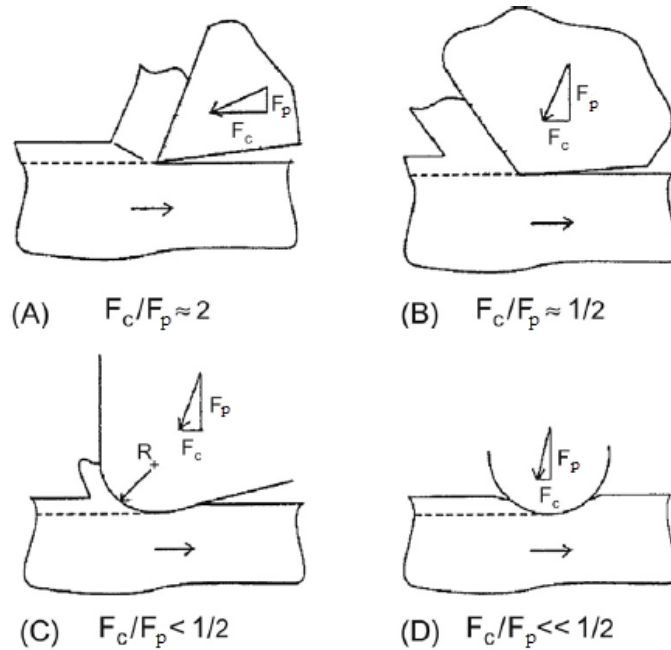 F_p
F_c
(A) F_c/F_p ≈ 2
F_p
F_c
(B) F_c/F_p ≈ 1/2
R
F_p
F_c
(C) F_c/F_p < 1/2
F_p
F_c
(D) F_c/F_p << 1/2